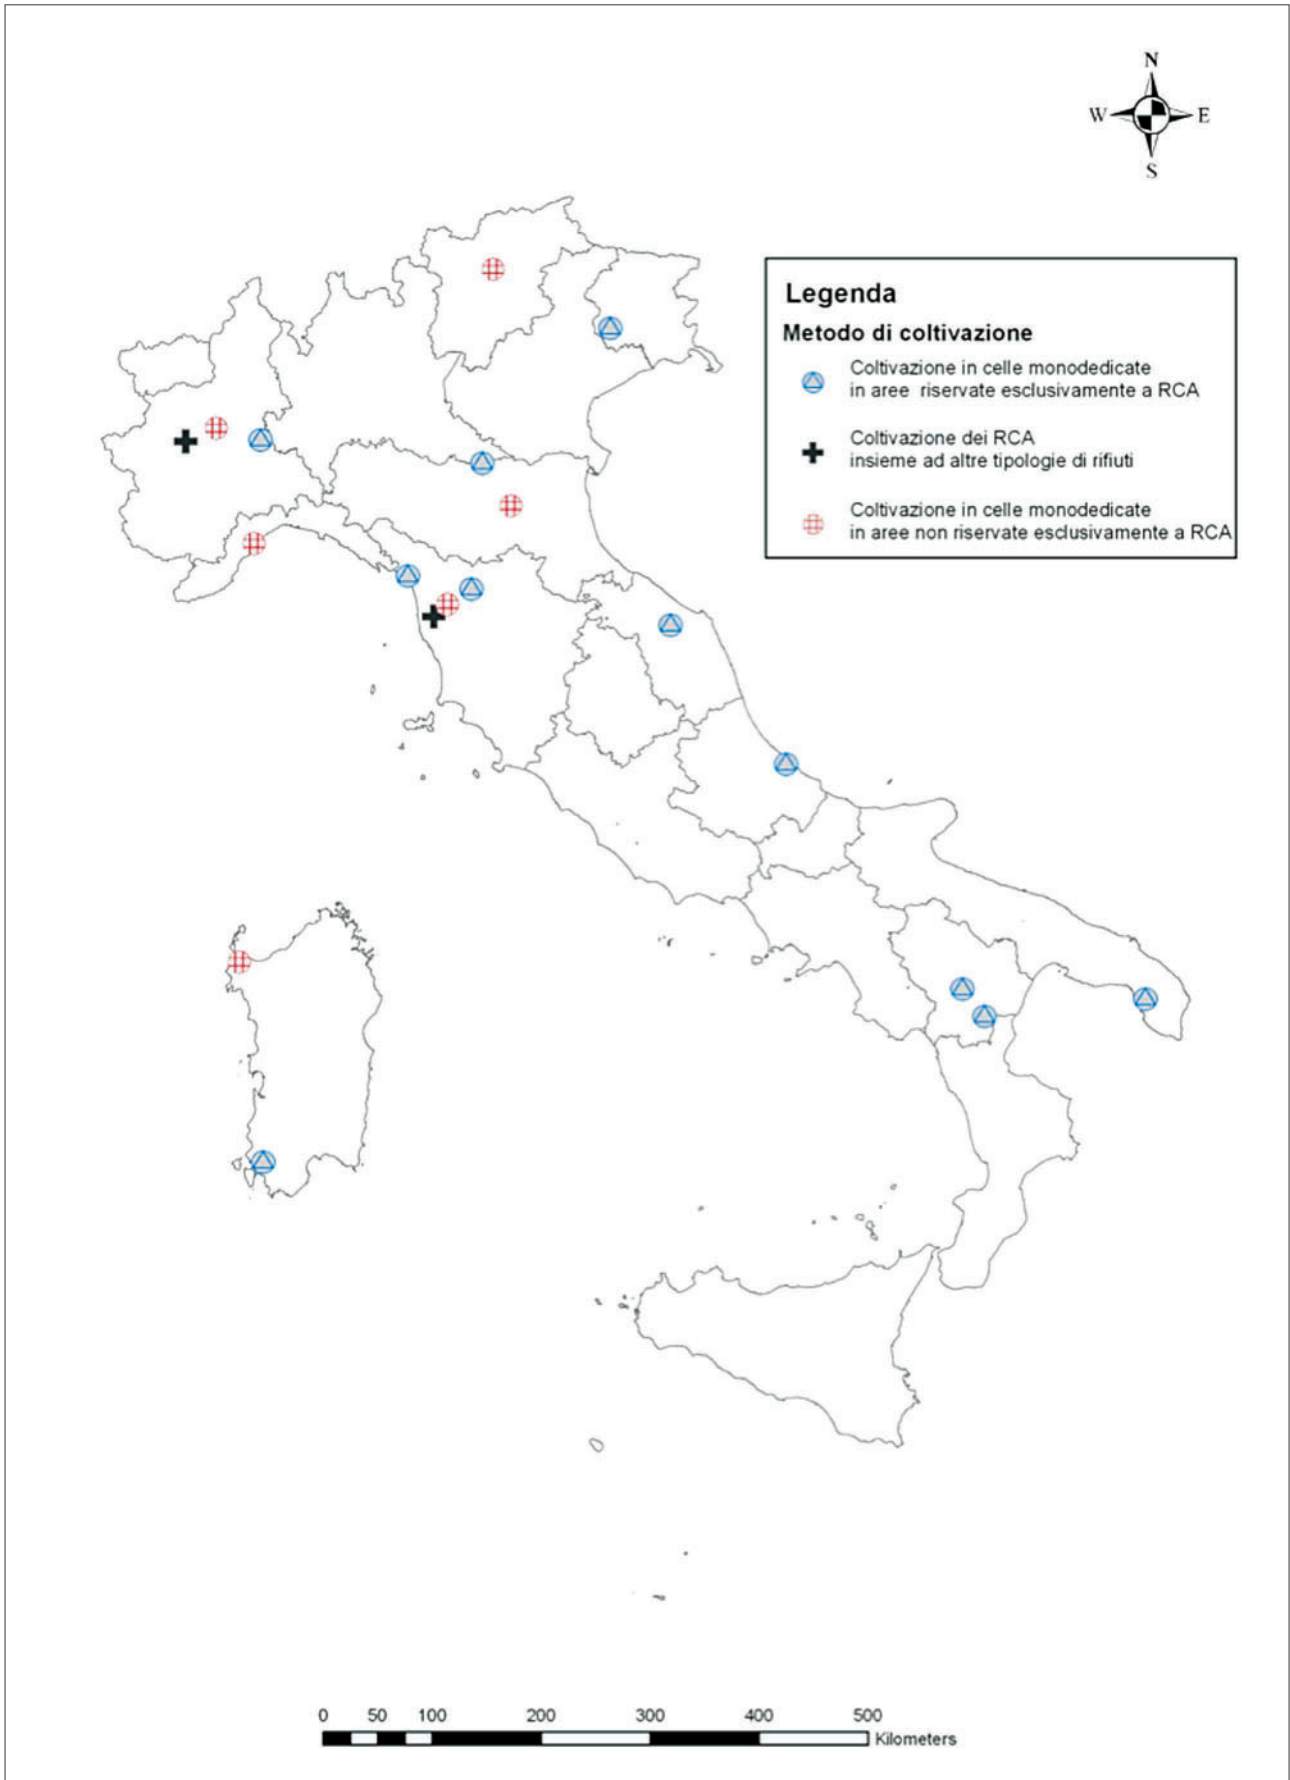 N
W E
S
Legenda
Metodo di coltivazione
Coltivazione in celle monodedicate
in aree riservate esclusivamente a RCA
Coltivazione dei RCA
insieme ad altre tipologie di rifiuti
Coltivazione in celle monodedicate
in aree non riservate esclusivamente a RCA
0 50 100 200 300 400 500
Kilometers